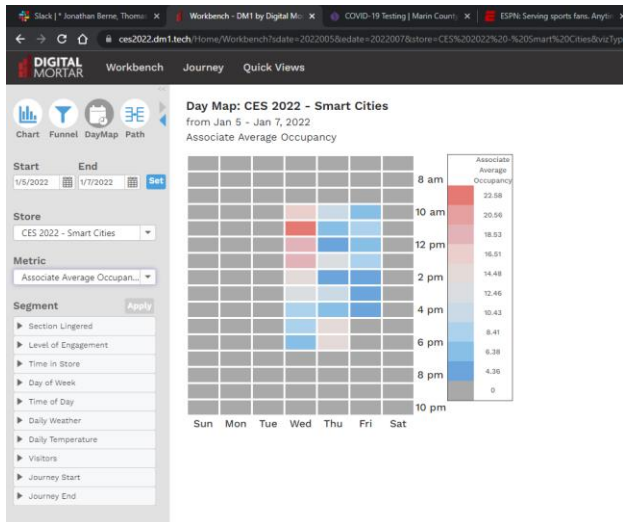 Slack | * Jonathan Berne, Thoma
Workbench - DM1 by Digital Mo
COVID-19 Testing | Marin Count
ESPN: Serving sports fans. Anytim
ces2022.dm1.tech/Home/Workbench?sdate=2022005&edate=2022007&store=CES%202022%20-%20Smart%20Cities&vizTyp
DIGITAL MORTAR
Workbench Journey Quick Views
Chart Funnel DayMap Path
Start End
1/5/2022 1/7/2022 Set
Store
CES 2022 - Smart Cities
Metric
Associate Average Occupan...
Segment Apply
Section Lingered
Level of Engagement
Time in Store
Day of Week
Time of Day
Daily Weather
Daily Temperature
Visitors
Journey Start
Journey End
Day Map: CES 2022 - Smart Cities
from Jan 5 - Jan 7, 2022
Associate Average Occupancy
8 am
10 am
12 pm
2 pm
4 pm
6 pm
8 pm
10 pm
Sun Mon Tue Wed Thu Fri Sat
Associate
Average
Occupancy
22.58
20.56
18.53
16.51
14.48
12.46
10.43
8.41
6.38
4.36
0